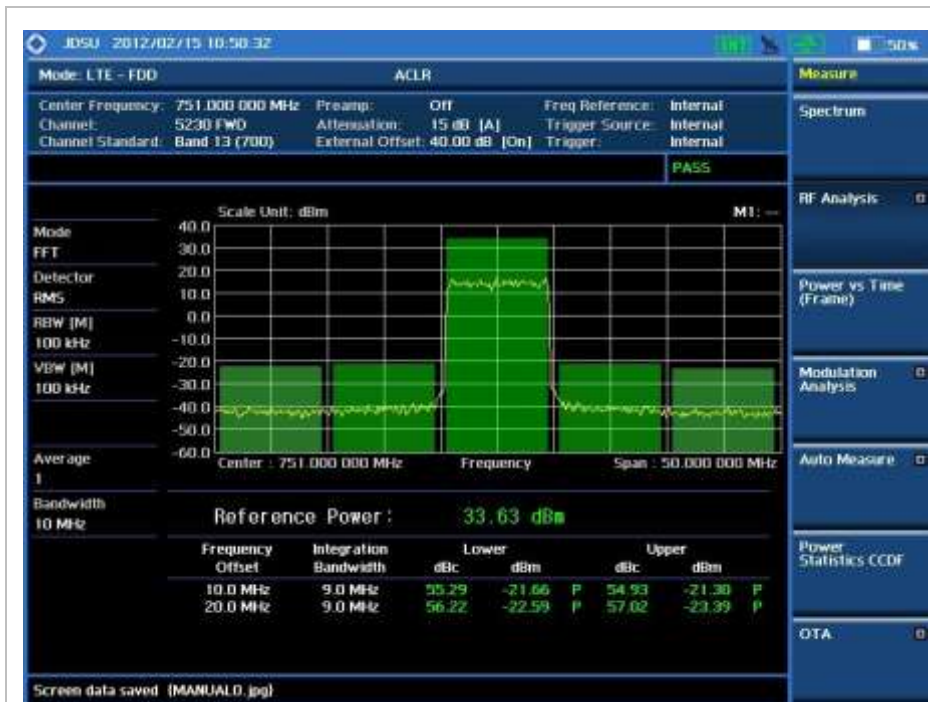 JDSU 2012/02/15 10:50:32
50%
Mode: LTE - FDD
ACLR
Measure
Center Frequency: 751.000 000 MHz Preamp: Off Freq Reference: Internal
Channel: 5230 FWD Attenuation: 15 dB [A] Trigger Source: Internal
Channel Standard: Band 13 (700) External Offset: 40.00 dB [On] Trigger: Internal
PASS
Spectrum
RF Analysis
Power vs Time
(Frame)
Modulation
Analysis
Auto Measure
Power
Statistics CCDF
OTA
Mode
FFT
Detector
RMS
RBW [M]
100 kHz
VBW [M]
100 kHz
Average
1
Bandwidth
10 MHz
Scale Unit: dBm M1: --
40.0
30.0
20.0
10.0
0.0
-10.0
-20.0
-30.0
-40.0
-50.0
-60.0
Center : 751.000 000 MHz Frequency Span : 50.000 000 MHz
Reference Power: 33.63 dBm
Frequency Integration Lower Upper
Offset Bandwidth dBc dBm dBc dBm
10.0 MHz 9.0 MHz 55.29 -21.66 P 54.93 -21.30 P
20.0 MHz 9.0 MHz 56.22 -22.59 P 57.02 -23.39 P
Screen data saved (MANUAL0.jpg)